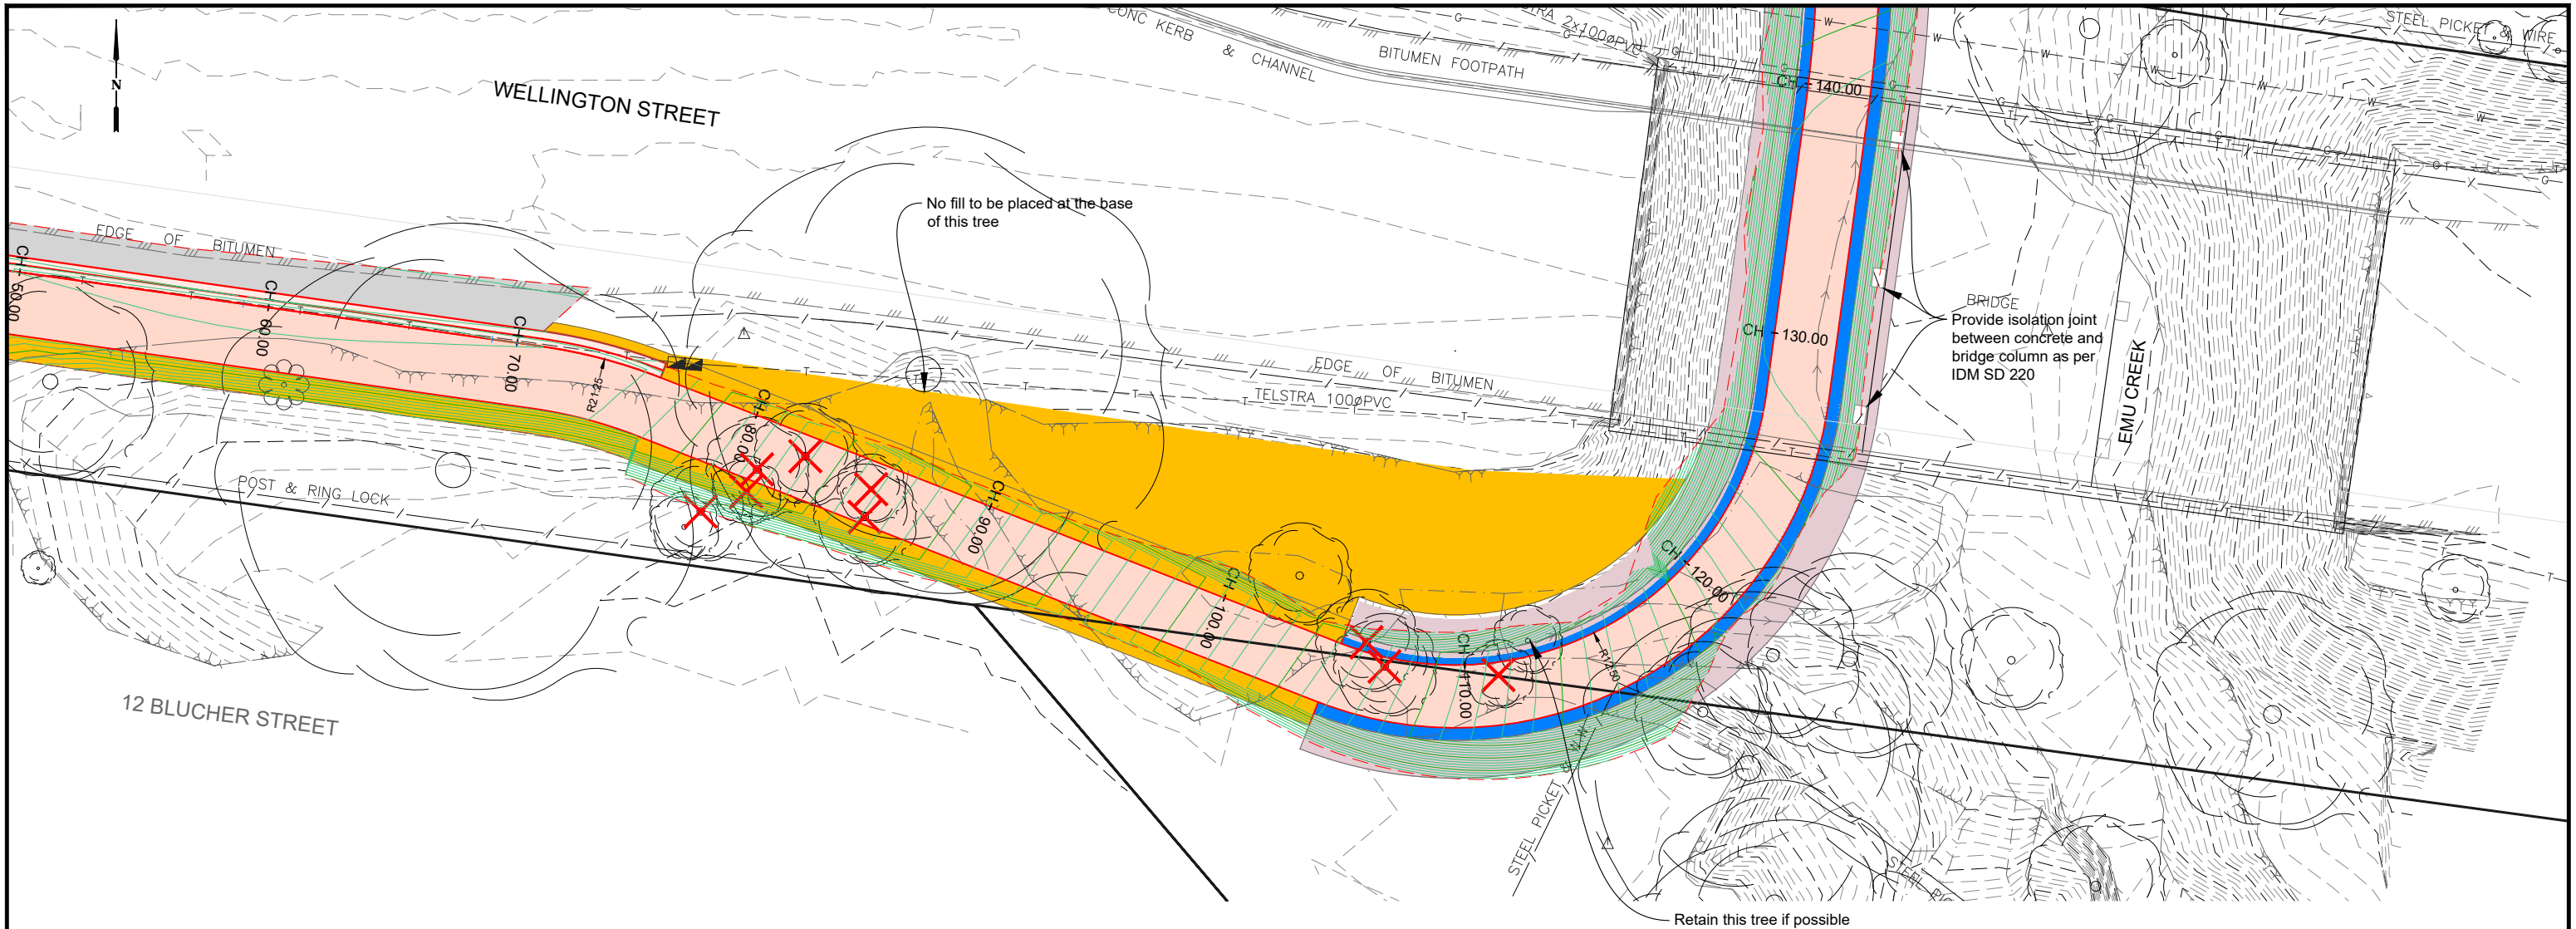 CONC KERB & CHANNEL
2x100øPVC
BITUMEN FOOTPATH
STEEL PICKET & WIRE
N
WELLINGTON STREET
CH 140.00
No fill to be placed at the base
of this tree
EDGE OF BITUMEN
CH 50.00
CH 60.00
CH 70.00
R21.25
CH 80.00
CH 90.00
CH 100.00
CH 110.00
CH 120.00
CH 130.00
R17.50
BRIDGE
Provide isolation joint
between concrete and
bridge column as per
IDM SD 220
EMU CREEK
EDGE OF BITUMEN
TELSTRA 100øPVC
POST & RING LOCK
12 BLUCHER STREET
STEEL PICKET
Retain this tree if possible